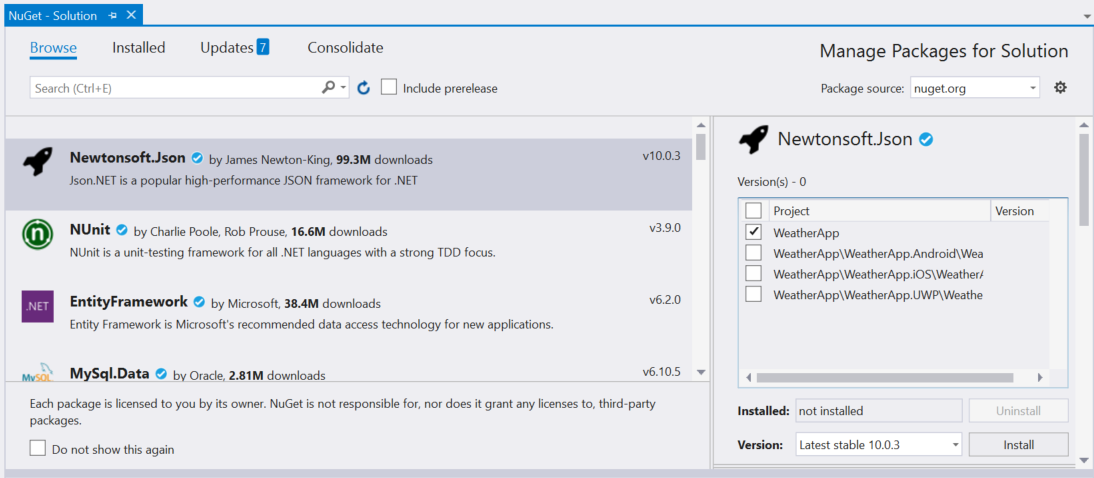 NuGet - Solution
Browse Installed Updates 7 Consolidate
Manage Packages for Solution
Search (Ctrl+E)
Include prerelease
Package source: nuget.org
Newtonsoft.Json by James Newton-King, 99.3M downloads v10.0.3
Json.NET is a popular high-performance JSON framework for .NET
NUnit by Charlie Poole, Rob Prouse, 16.6M downloads v3.9.0
NUnit is a unit-testing framework for all .NET languages with a strong TDD focus.
.NET
EntityFramework by Microsoft, 38.4M downloads v6.2.0
Entity Framework is Microsoft's recommended data access technology for new applications.
MySQL
MySql.Data by Oracle, 2.81M downloads v6.10.5
Each package is licensed to you by its owner. NuGet is not responsible for, nor does it grant any licenses to, third-party
packages.
Do not show this again
Newtonsoft.Json
Version(s) - 0
Project Version
WeatherApp
WeatherApp\WeatherApp.Android\Wea
WeatherApp\WeatherApp.iOS\WeatherA
WeatherApp\WeatherApp.UWP\Weathe
Installed: not installed Uninstall
Version: Latest stable 10.0.3 Install